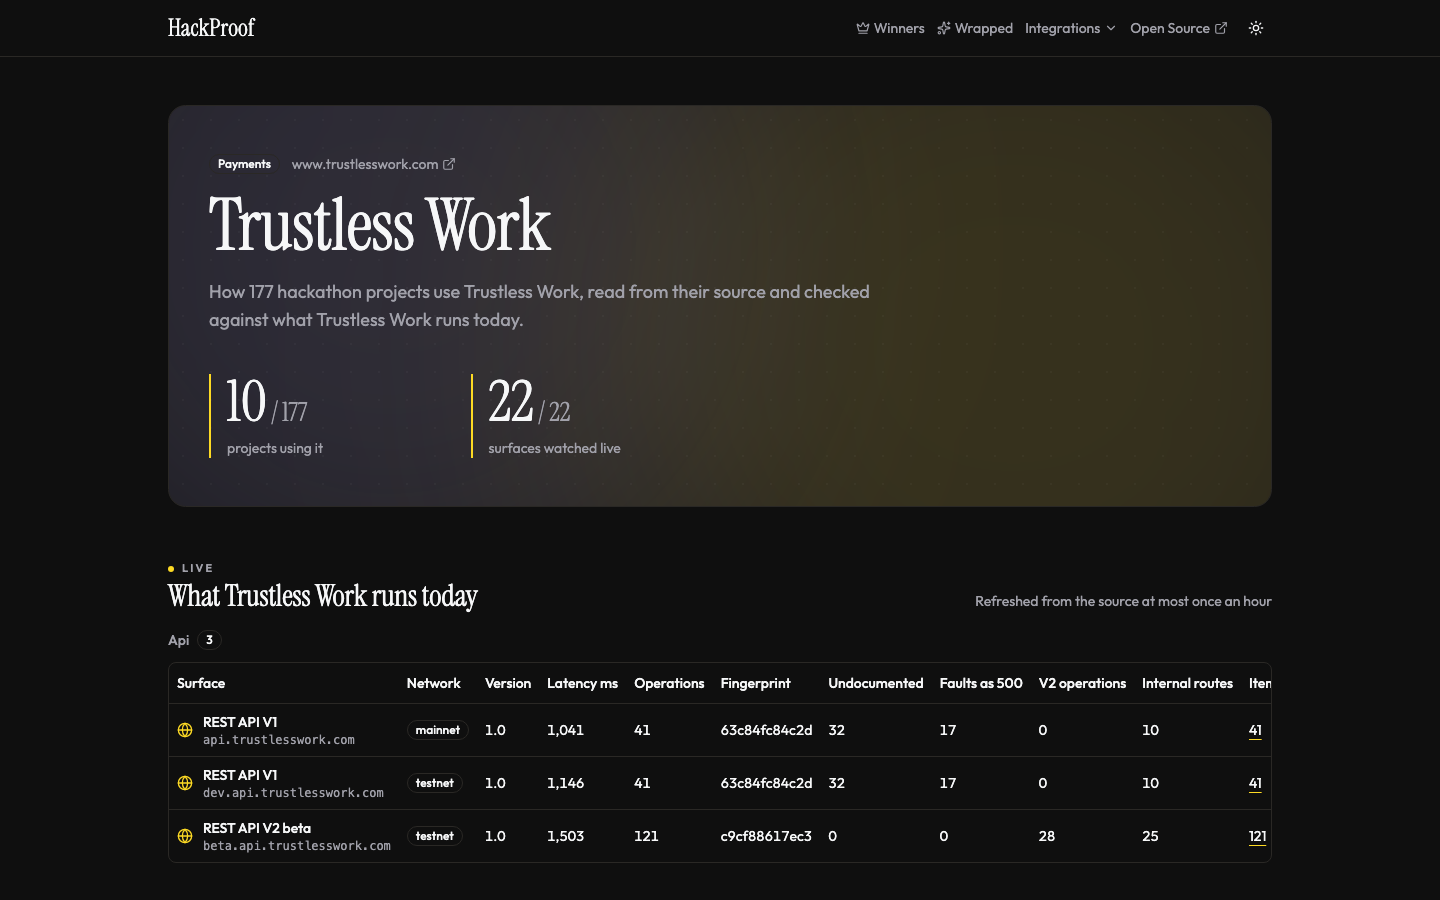 HackProof
Winners
Wrapped
Integrations
Open Source
Payments
www.trustlesswork.com
Trustless Work
How 177 hackathon projects use Trustless Work, read from their source and checked
against what Trustless Work runs today.
10 / 177
projects using it
22 / 22
surfaces watched live
LIVE
What Trustless Work runs today
Refreshed from the source at most once an hour
Api 3
Surface Network Version Latency ms Operations Fingerprint Undocumented Faults as 500 V2 operations Internal routes
REST API V1
api.trustlesswork.com
mainnet 1.0 1,041 41 63c84fc84c2d 32 17 0 10 41
REST API V1
dev.api.trustlesswork.com
testnet 1.0 1,146 41 63c84fc84c2d 32 17 0 10 41
REST API V2 beta
beta.api.trustlesswork.com
testnet 1.0 1,503 121 c9cf88617ec3 0 0 28 25 121